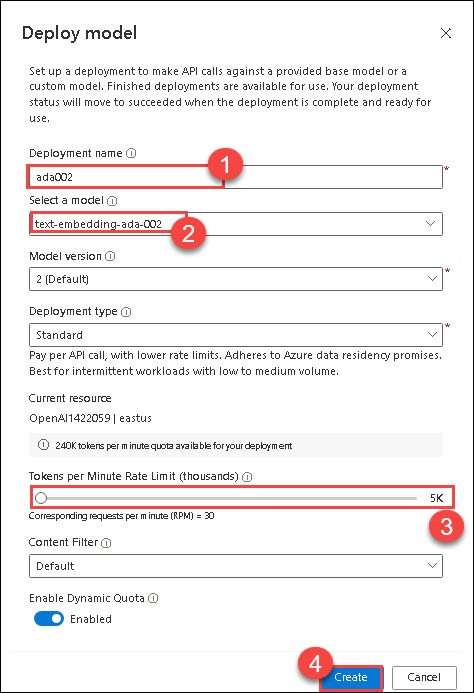 Deploy model
Set up a deployment to make API calls against a provided base model or a
custom model. Finished deployments are available for use. Your deployment
status will move to succeeded when the deployment is complete and ready for
use.
Deployment name
1
ada002
*
Select a model
text-embedding-ada-002
2
Model version
2 (Default)
*
Deployment type
Standard
*
Pay per API call, with lower rate limits. Adheres to Azure data residency promises.
Best for intermittent workloads with low to medium volume.
Current resource
OpenAI1422059 | eastus
240K tokens per minute quota available for your deployment
Tokens per Minute Rate Limit (thousands)
5K
3
Corresponding requests per minute (RPM) = 30
Content Filter
Default
Enable Dynamic Quota
Enabled
4
Create Cancel